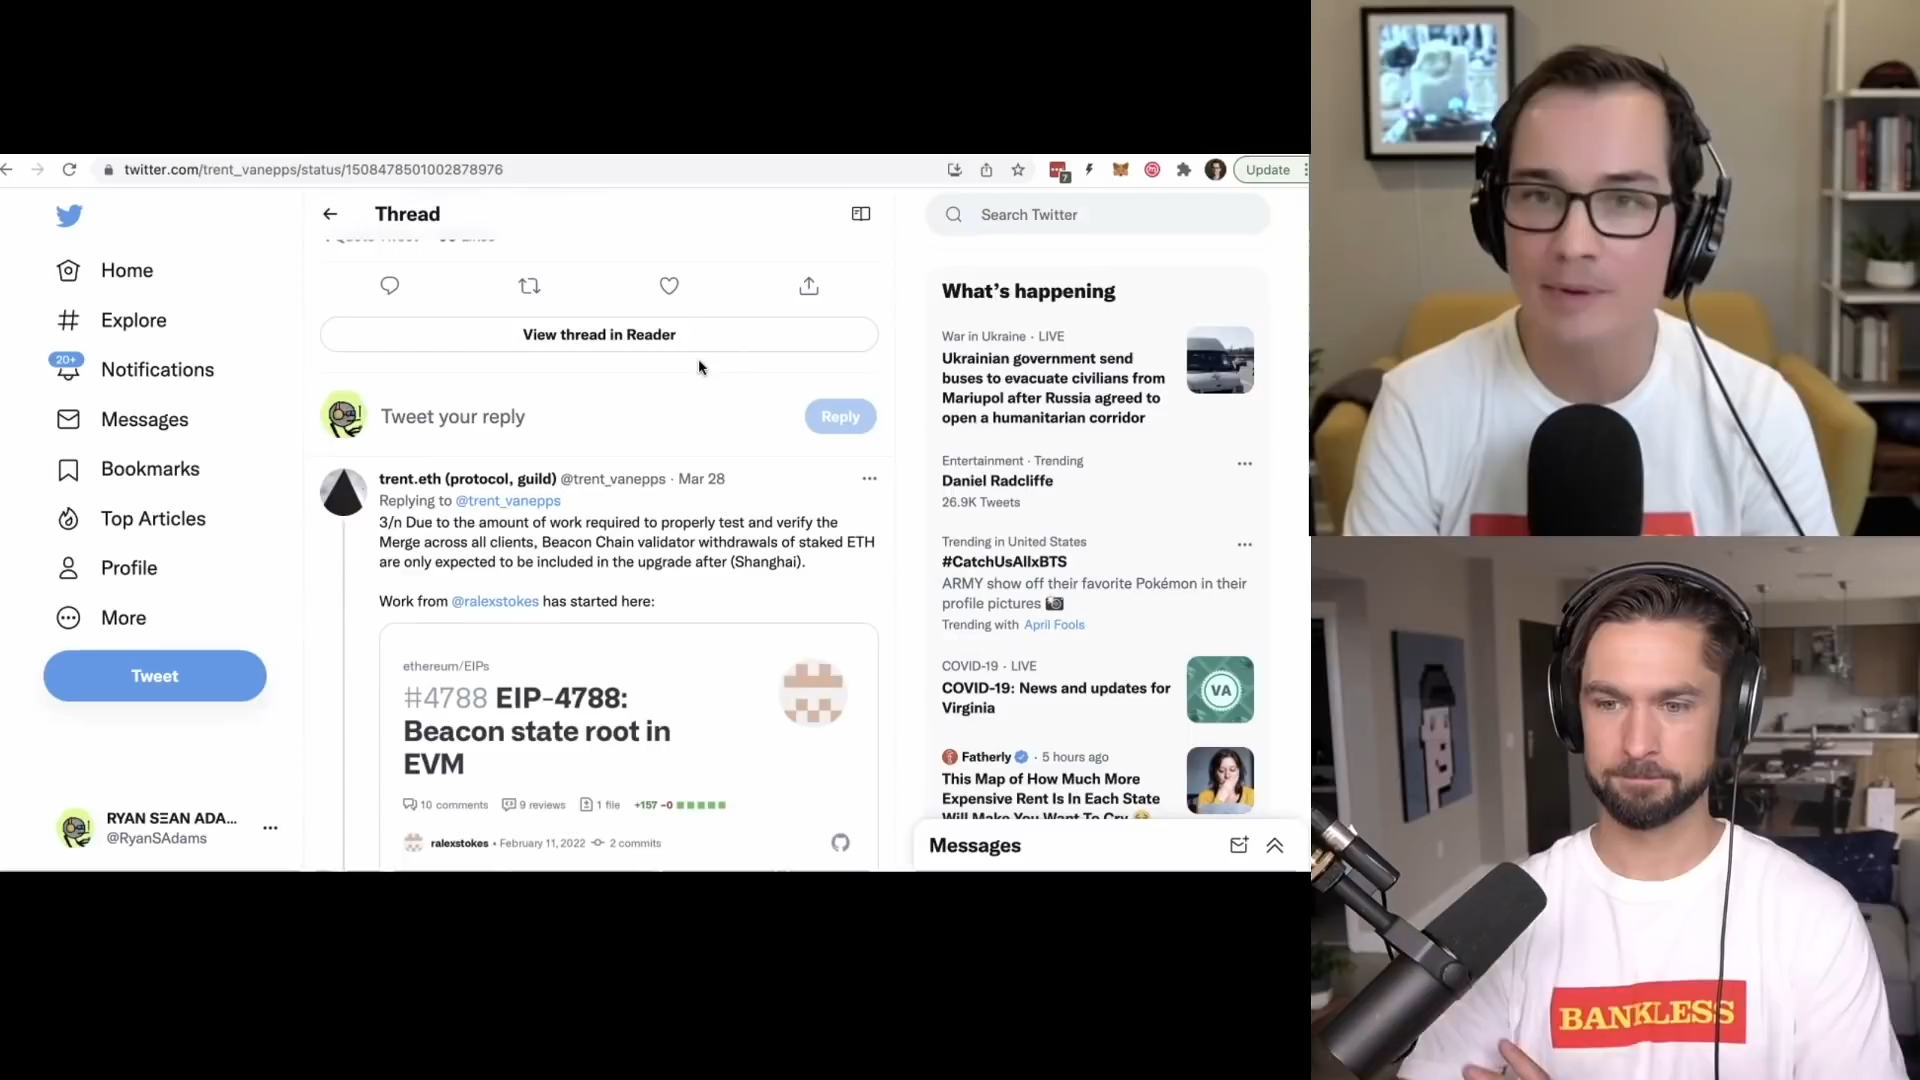 twitter.com/trent_vanepps/status/1508478501002878976
7
Update
Home
Explore
20+
Notifications
Messages
Bookmarks
Top Articles
Profile
More
Tweet
RYAN SΞAN ADA...
@RyanSAdams
Thread
View thread in Reader
Tweet your reply
Reply
trent.eth (protocol, guild) @trent_vanepps · Mar 28
Replying to @trent_vanepps
3/n Due to the amount of work required to properly test and verify the
Merge across all clients, Beacon Chain validator withdrawals of staked ETH
are only expected to be included in the upgrade after (Shanghai).
Work from @ralexstokes has started here:
ethereum/EIPs
#4788 EIP-4788:
Beacon state root in
EVM
10 comments 9 reviews 1 file +157 -0
ralexstokes • February 11, 2022 2 commits
Search Twitter
What's happening
War in Ukraine · LIVE
Ukrainian government send
buses to evacuate civilians from
Mariupol after Russia agreed to
open a humanitarian corridor
Entertainment · Trending
Daniel Radcliffe
26.9K Tweets
Trending in United States
#CatchUsAllxBTS
ARMY show off their favorite Pokémon in their
profile pictures 📸
Trending with April Fools
COVID-19 · LIVE
COVID-19: News and updates for
Virginia
VA
Fatherly · 5 hours ago
This Map of How Much More
Expensive Rent Is In Each State
Will Make You Want To Cry
Messages
BANKLESS